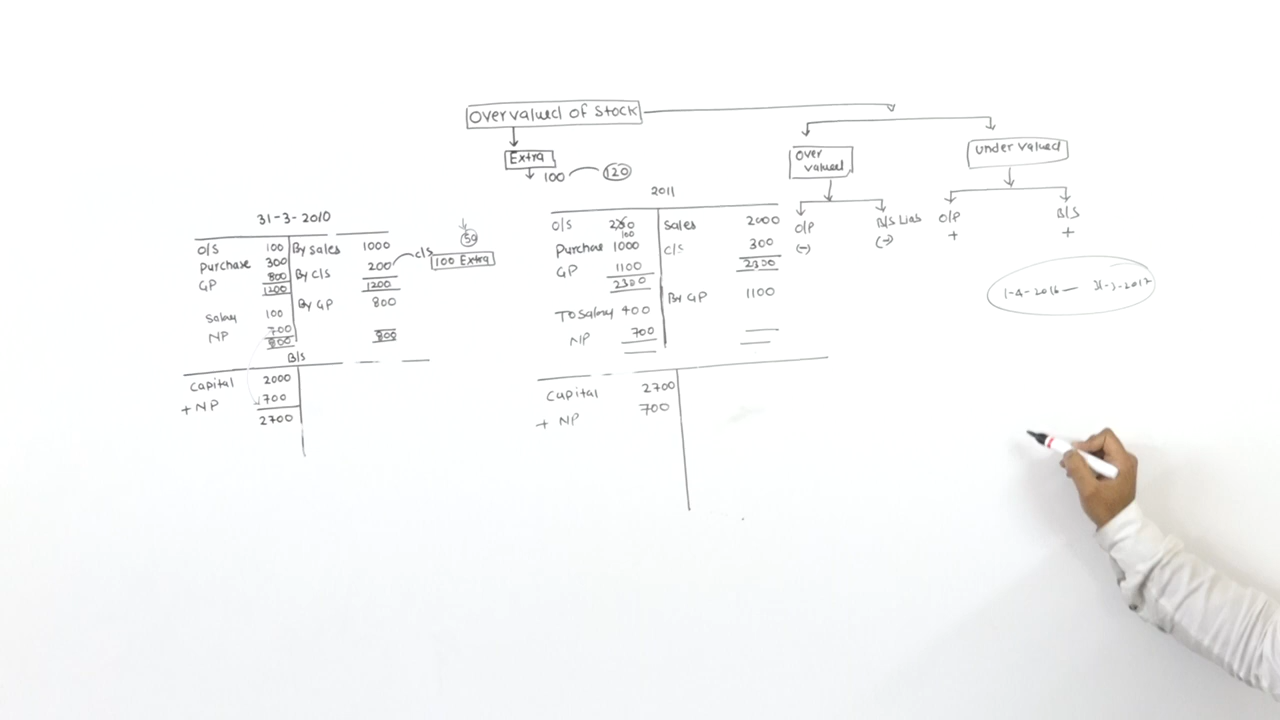 Over valued of Stock
Extra
100 120
Over
valued
under valued
O/P B/S Liab
(-) (-)
O/P B/S
+ +
1-4-2016 — 31-3-2017
31-3-2010
O/S 100 By sales 1000
Purchase 300
GP 800 By C/S 200
1200 1200
By GP 800
Salary 100
NP 700
800 800
C/S
50
100 Extra
B/S
Capital 2000
+ NP 700
2700
2011
O/S 100 Sales 2000
Purchase 1000 C/S 300
GP 1100 2300
2300
By GP 1100
To Salary 400
NP 700
Capital 2700
+ NP 700